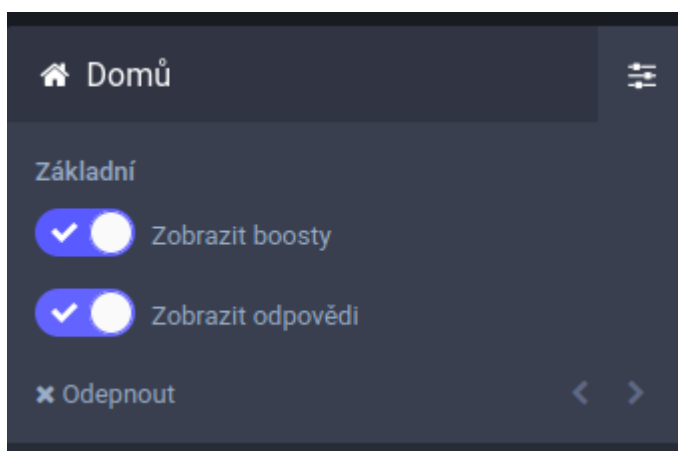 Domů
Základní
Zobrazit boosty
Zobrazit odpovědi
Odepnout